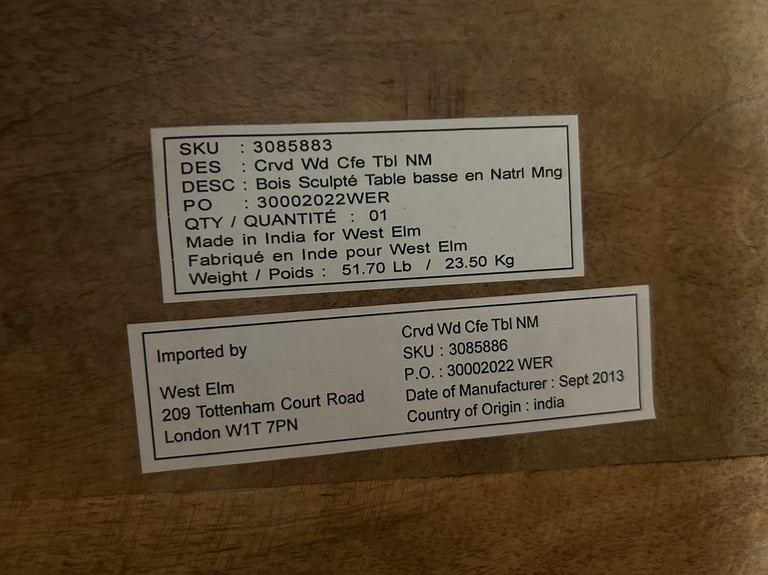 SKU : 3085883
DES : Crvd Wd Cfe Tbl NM
DESC : Bois Sculpté Table basse en Natrl Mng
PO : 30002022WER
QTY / QUANTITÉ : 01
Made in India for West Elm
Fabriqué en Inde pour West Elm
Weight / Poids : 51.70 Lb / 23.50 Kg
Imported by
West Elm
209 Tottenham Court Road
London W1T 7PN
Crvd Wd Cfe Tbl NM
SKU : 3085886
P.O. : 30002022 WER
Date of Manufacturer : Sept 2013
Country of Origin : india